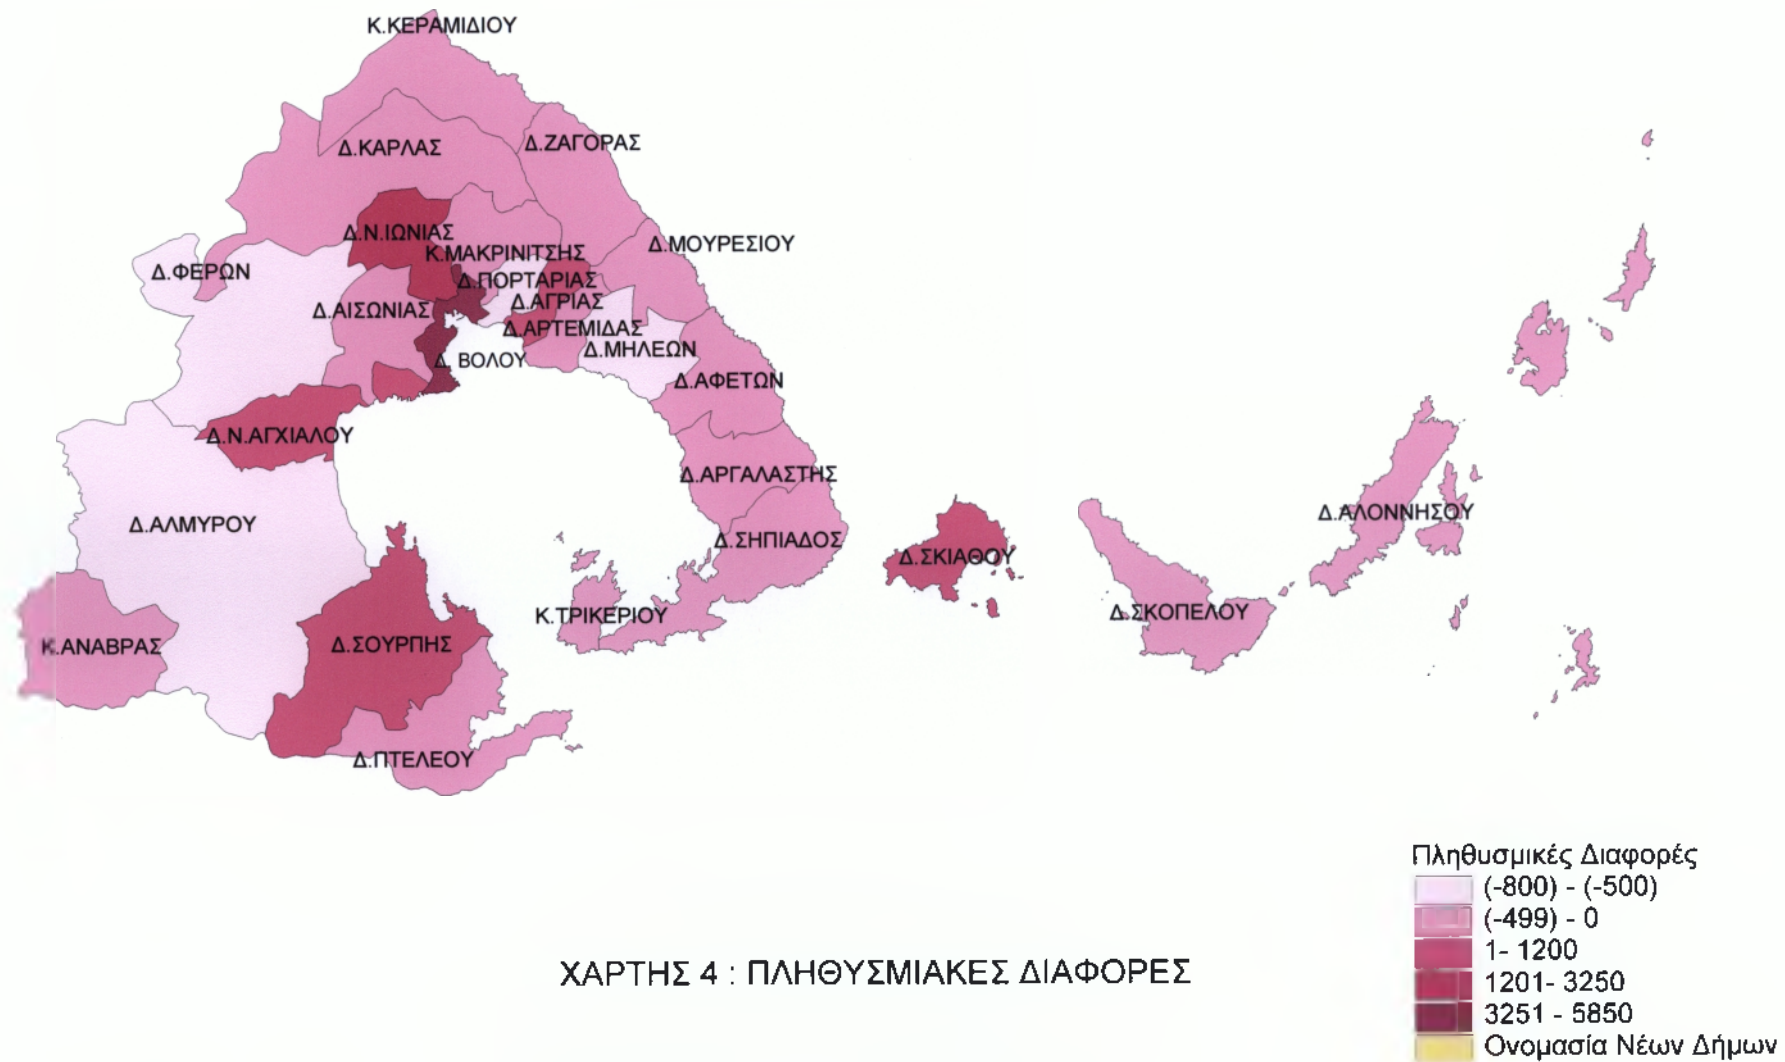 Κ.ΚΕΡΑΜΙΔΙΟΥ
Δ.ΚΑΡΛΑΣ
Δ.ΖΑΓΟΡΑΣ
Δ.Ν.ΙΩΝΙΑΣ
Κ.ΜΑΚΡΙΝΙΤΣΗΣ
Δ.ΜΟΥΡΕΣΙΟΥ
Δ.ΦΕΡΩΝ
Δ.ΠΟΡΤΑΡΙΑΣ
Δ.ΑΙΣΩΝΙΑΣ
Δ.ΑΓΡΙΑΣ
Δ.ΑΡΤΕΜΙΔΑΣ
Δ.ΜΗΛΕΩΝ
Δ. ΒΟΛΟΥ
Δ.ΑΦΕΤΩΝ
Δ.Ν.ΑΓΧΙΑΛΟΥ
Δ.ΑΡΓΑΛΑΣΤΗΣ
Δ.ΑΛΜΥΡΟΥ
Δ.ΣΗΠΙΑΔΟΣ
Δ.ΑΛΟΝΝΗΣΟΥ
Δ.ΣΚΙΑΘΟΥ
Κ.ΤΡΙΚΕΡΙΟΥ
Δ.ΣΚΟΠΕΛΟΥ
Κ.ΑΝΑΒΡΑΣ
Δ.ΣΟΥΡΠΗΣ
Δ.ΠΤΕΛΕΟΥ
Πληθυσμικές Διαφορές
(-800) - (-500)
(-499) - 0
1- 1200
1201- 3250
3251 - 5850
Ονομασία Νέων Δήμων
ΧΑΡΤΗΣ 4 : ΠΛΗΘΥΣΜΙΑΚΕΣ ΔΙΑΦΟΡΕΣ